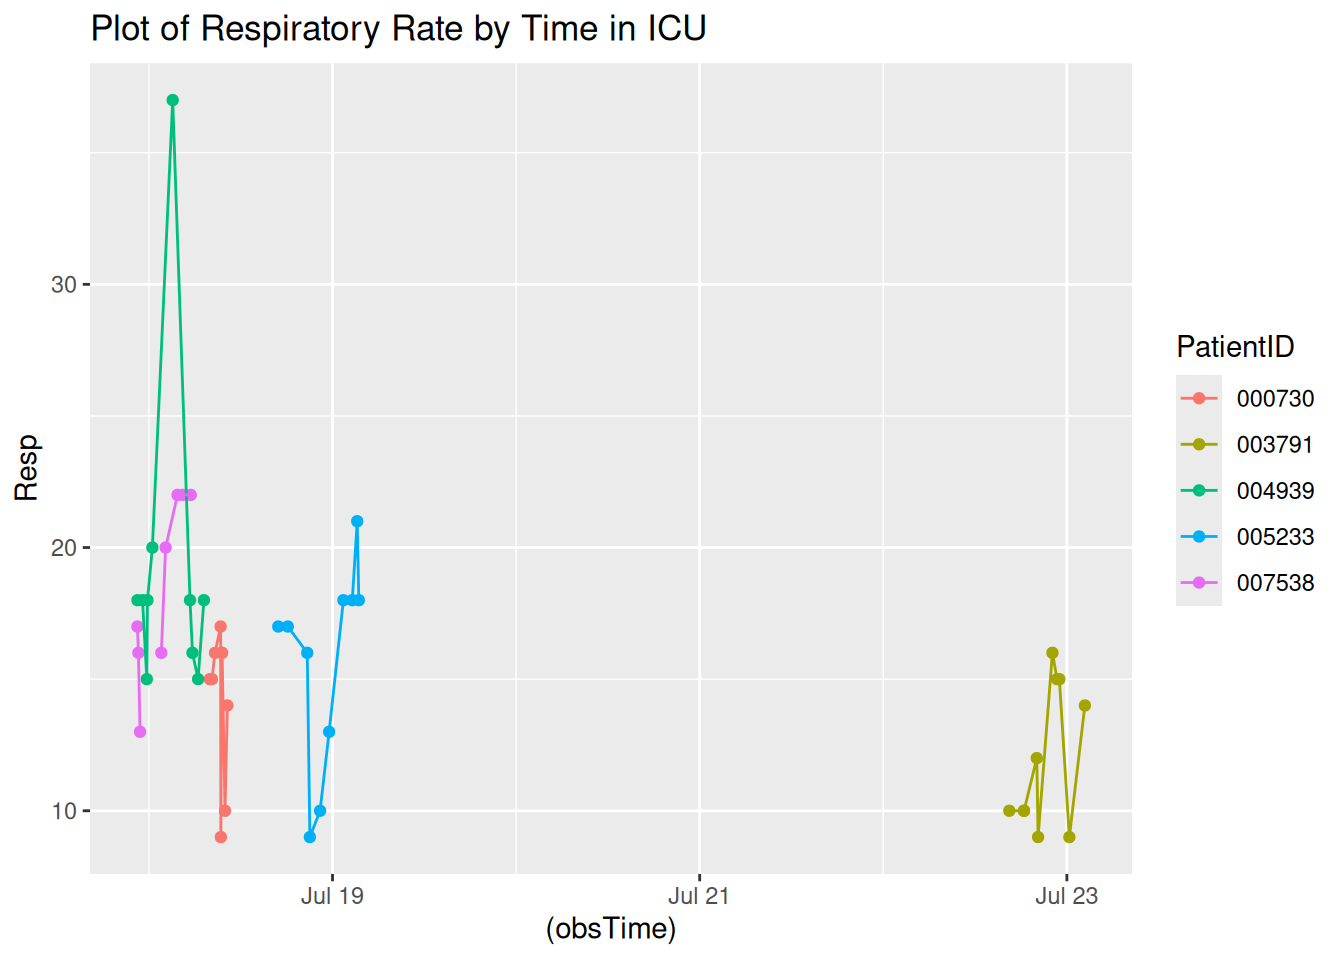 Plot of Respiratory Rate by Time in ICU
Resp
30
20
10
Jul 19
Jul 21
Jul 23
(obsTime)
PatientID
000730
003791
004939
005233
007538